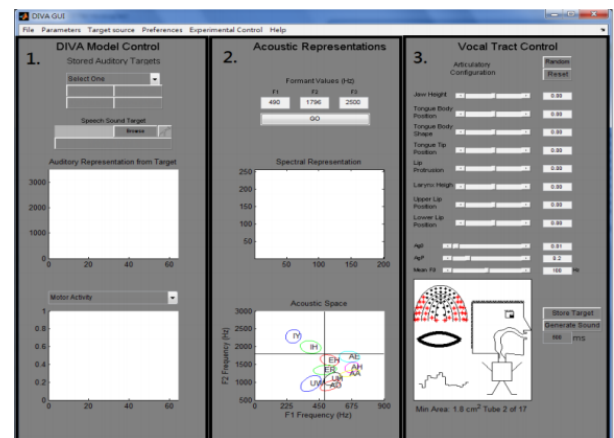 DIVA GUI
File Parameters Target source Preferences Experimental Control Help
1.
DIVA Model Control
Stored Auditory Targets
Select One
Speech Sound Target
Browse
Auditory Representation from Target
3000
2000
1000
0
0 20 40 60
Motor Activity
1
0.8
0.6
0.4
0.2
0
0 20 40 60
2.
Acoustic Representations
Formant Values (Hz)
F1 F2 F3
490 1796 2500
GO
Spectral Representation
250
200
150
100
50
50 100 150 200
Acoustic Space
3000
2500
2000
1500
1000
500
F2 Frequency (Hz)
IY
IH
EH
AE
ER
AH
AA
UW
UH
AO
0 225 450 675 900
F1 Frequency (Hz)
3.
Vocal Tract Control
Articulatory
Configuration
Random
Reset
Jaw Height 0.00
Tongue Body
Position 0.00
Tongue Body
Shape 0.00
Tongue Tip
Position 0.00
Lip
Protrusion 0.00
Larynx Heigh 0.00
Upper Lip
Position 0.00
Lower Lip
Position 0.00
0.2
Mean F0
Store Target
Generate Sound
ms
Min Area: 1.8 cm2 Tube 2 of 17